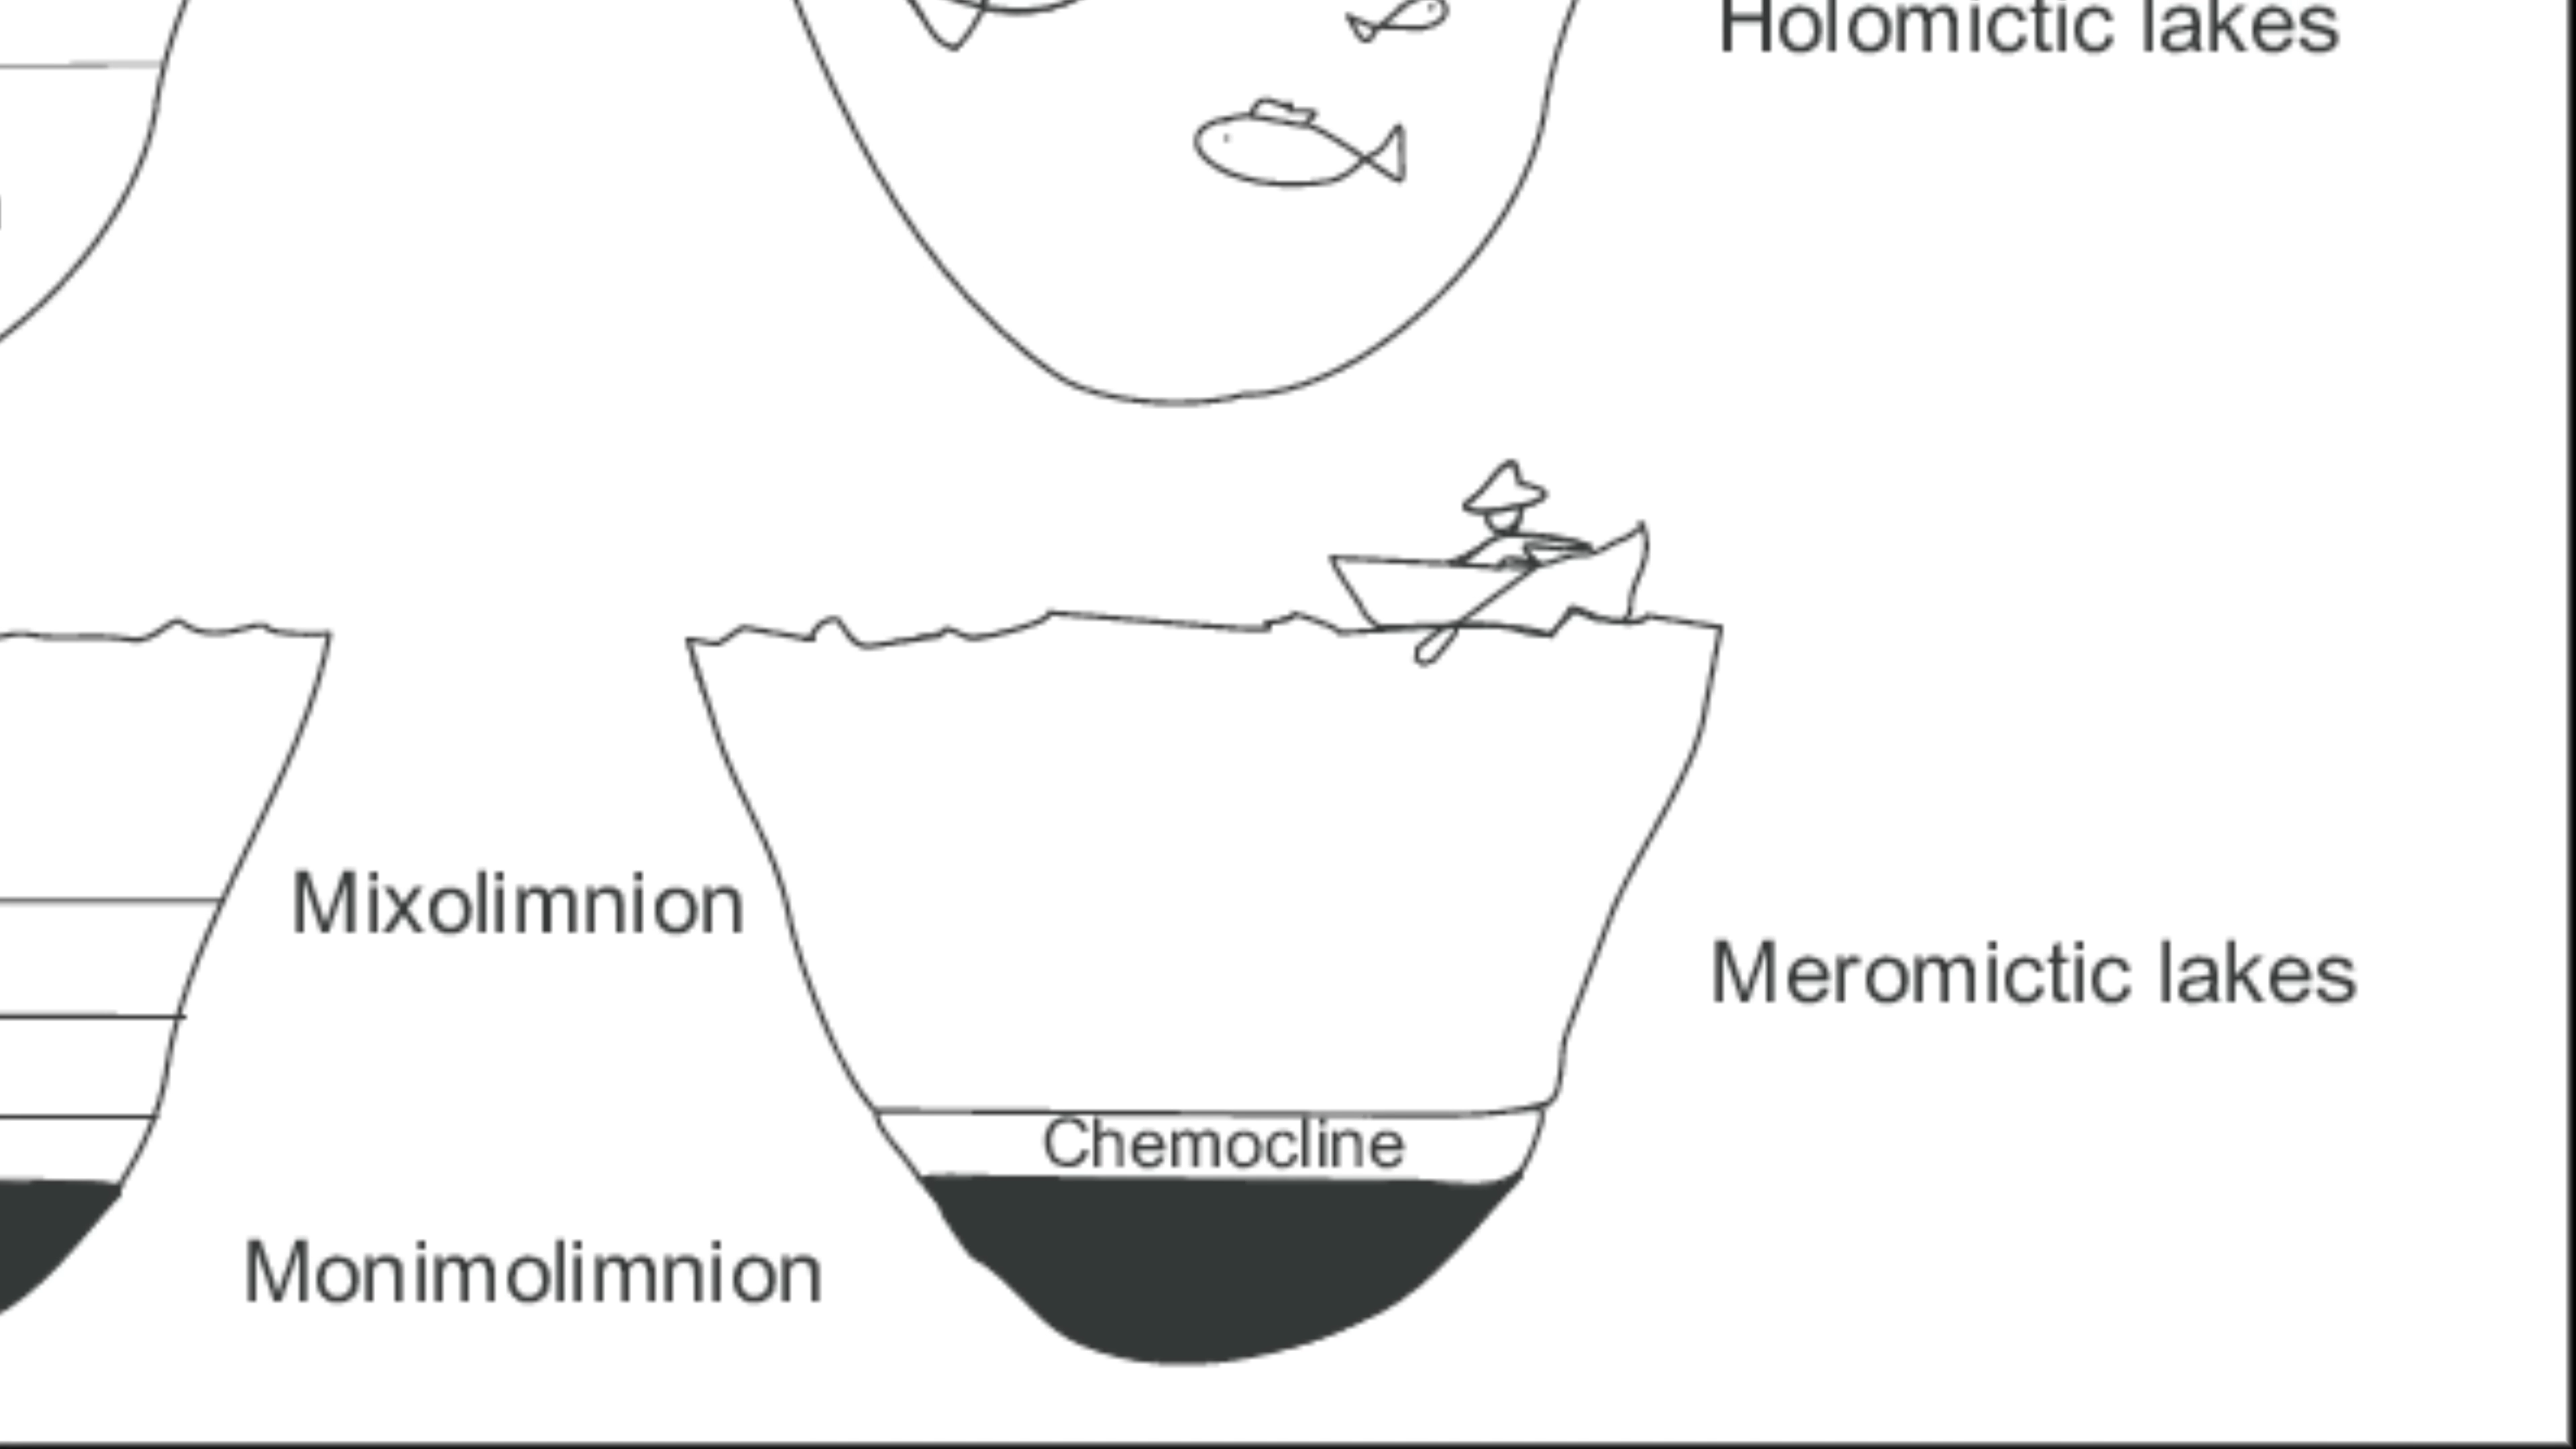 Holomictic lakes
Mixolimnion
Meromictic lakes
Chemocline
Monimolimnion